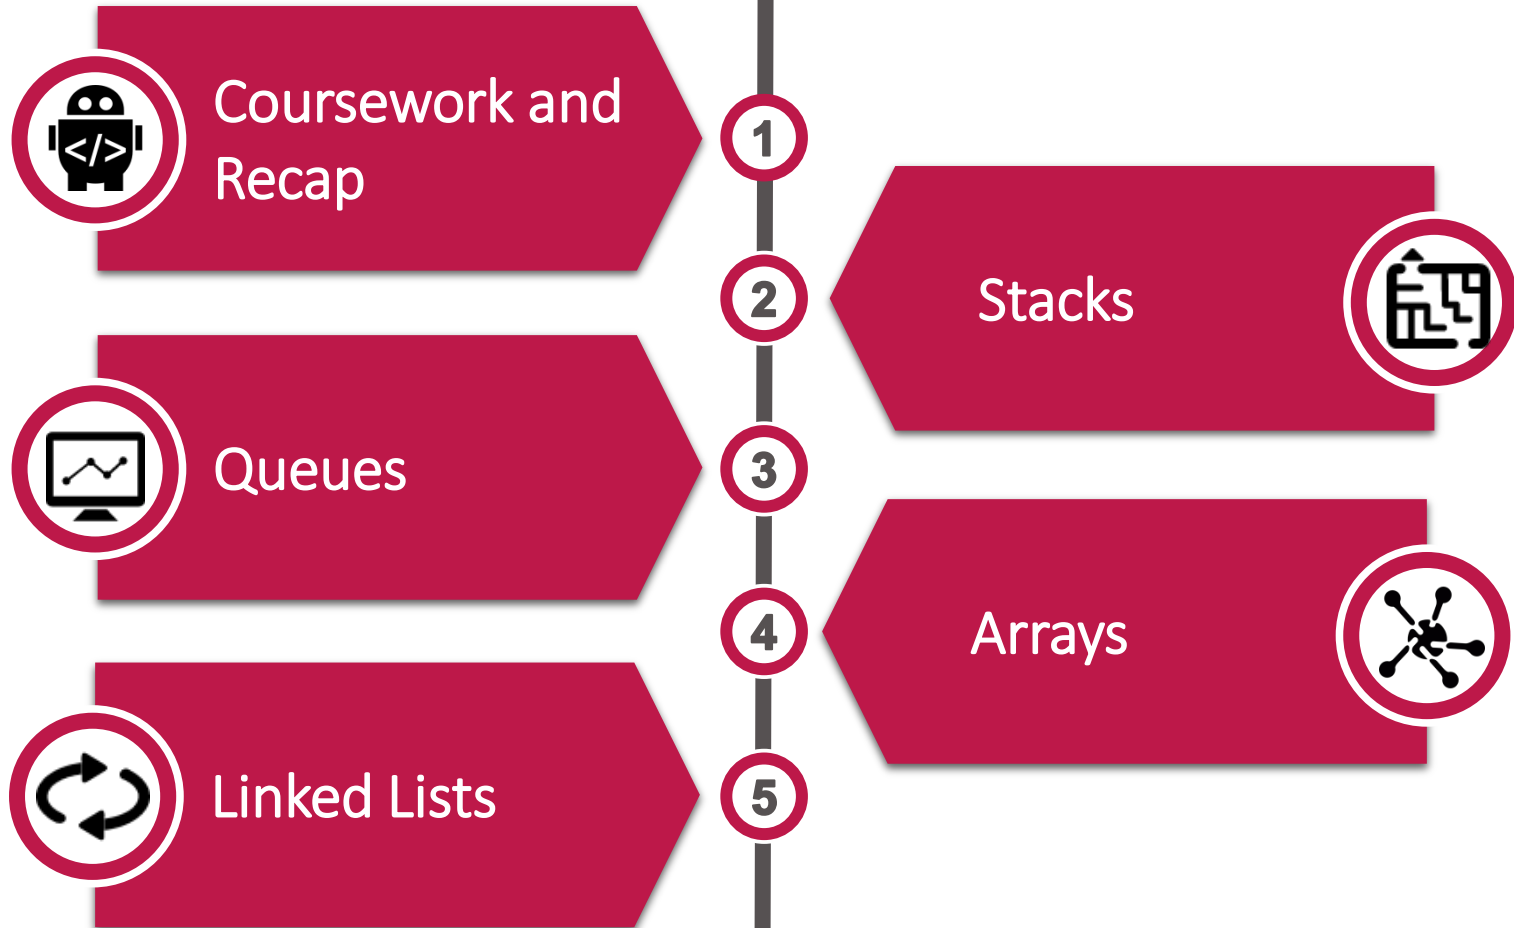 Coursework and
Recap
</>
1
2
Stacks
Queues
3
4
Arrays
Linked Lists
5